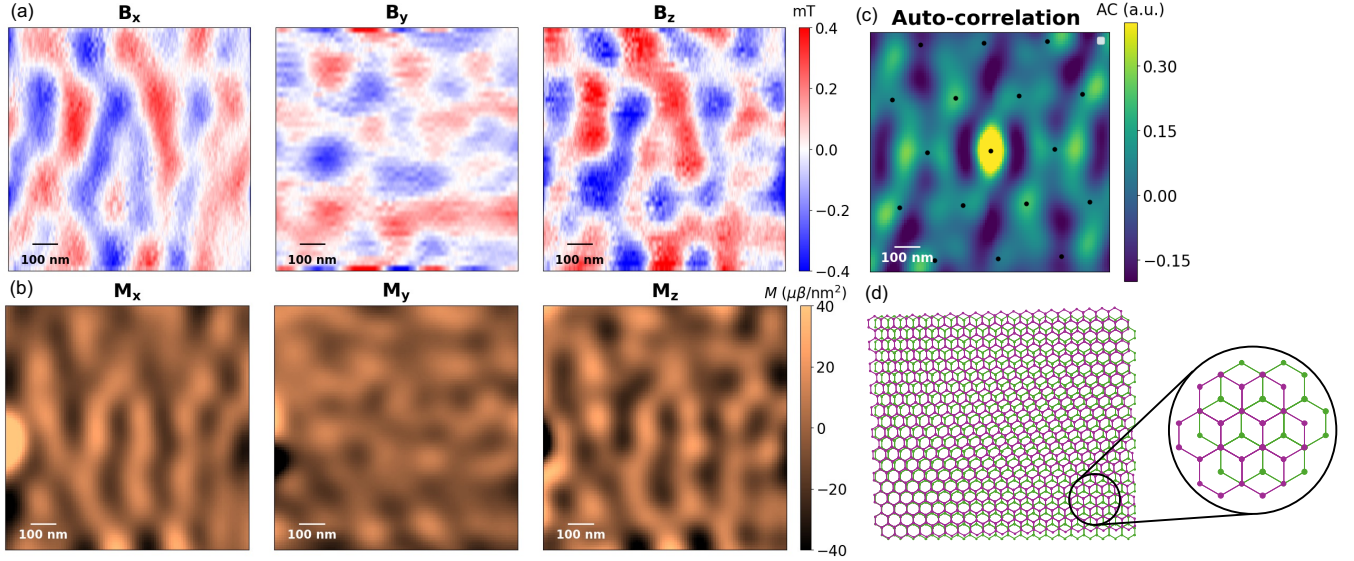 (a)
Bx
By
Bz
mT
0.4
0.2
0.0
−0.2
−0.4
100 nm
100 nm
100 nm
(b)
Mx
My
Mz
M (μβ/nm²)
40
20
0
−20
−40
100 nm
100 nm
100 nm
(c)
Auto-correlation
AC (a.u.)
0.30
0.15
0.00
−0.15
100 nm
(d)